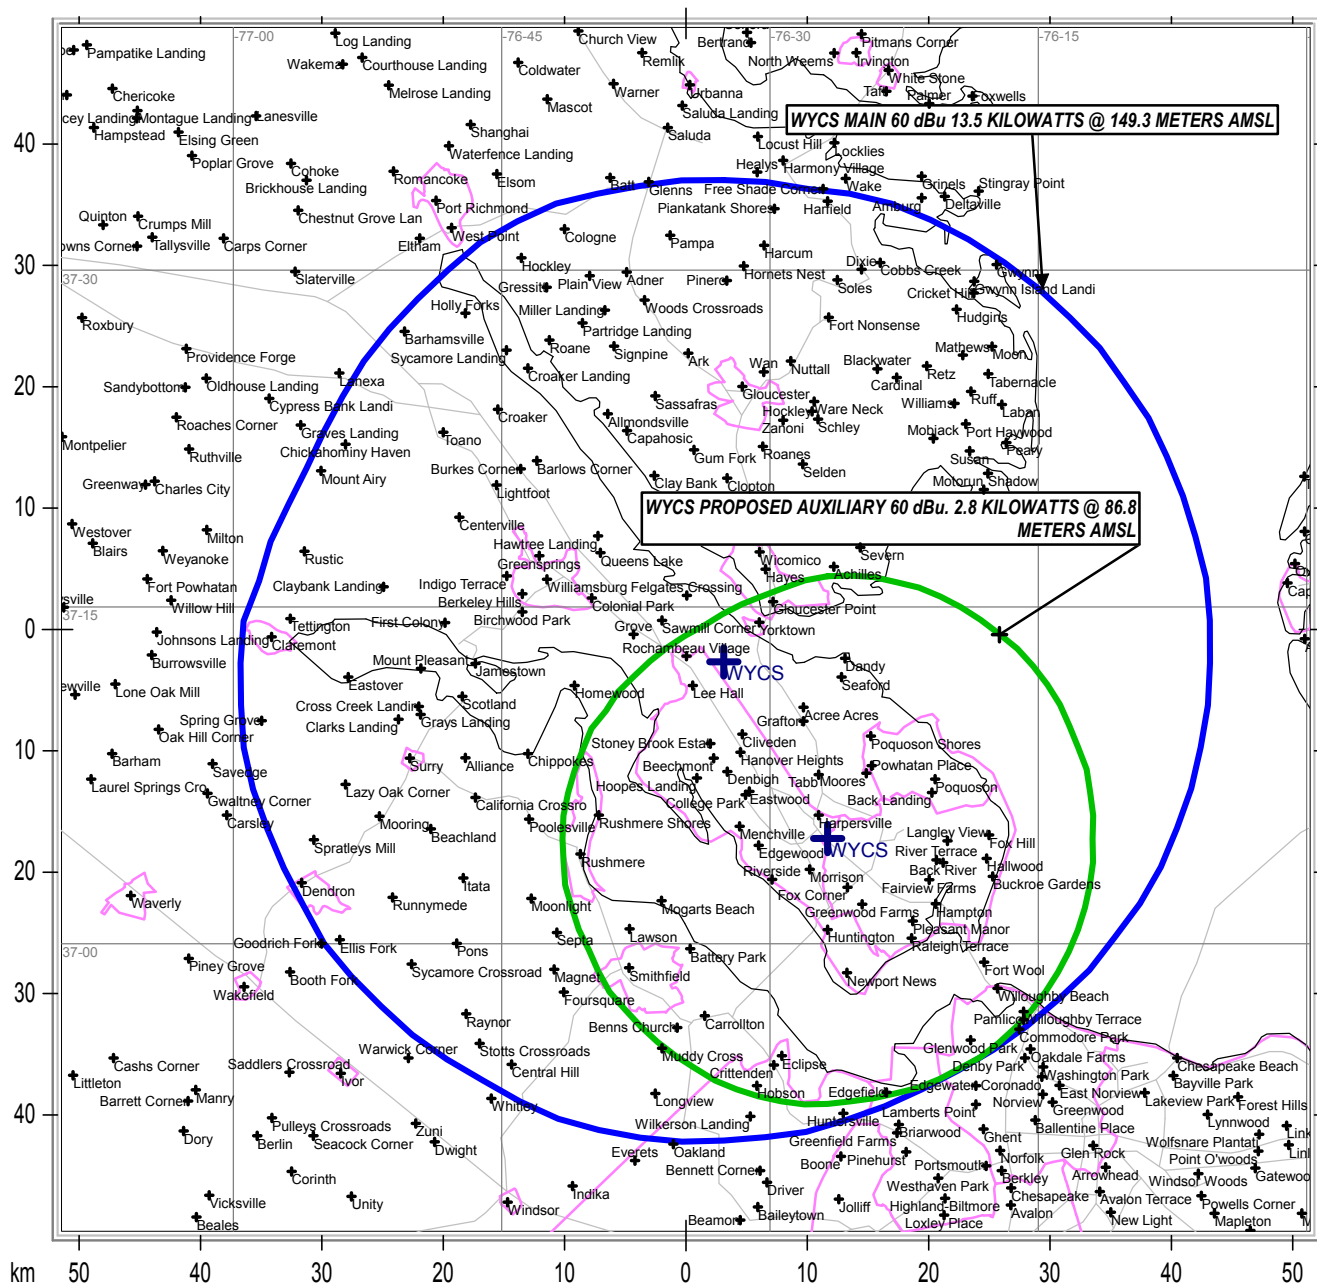 -77-00
-76-45
-76-30
-76-15
Pampatike Landing
Log Landing
Church View
Bertrand
Pitmans Corner
Wakema
Courthouse Landing
Coldwater
Remlik
North Weems
Irvington
Chericoke
Melrose Landing
Mascot
Warner
Urbanna
White Stone
Taft
Palmer
Foxwells
cey Landing
Montague Landing
Lanesville
Saluda Landing
WYCS MAIN 60 dBu 13.5 KILOWATTS @ 149.3 METERS AMSL
Hampstead
Elsing Green
Shanghai
Saluda
40
Poplar Grove
Cohoke
Waterfence Landing
Locust Hill
Locklies
Healys
Harmony Village
Brickhouse Landing
Romancoke
Elsom
Batt
Glenns
Free Shade Corner
Wake
Grinels
Stingray Point
Quinton
Crumps Mill
Chestnut Grove Lan
Port Richmond
Piankatank Shores
Harfield
Amburg
Deltaville
owns Corner
Tallysville
Carps Corner
Eltham
West Point
Cologne
Pampa
Harcum
30
37-30
Slaterville
Hockley
Gressitt
Plain View
Adner
Pinero
Hornets Nest
Dixie
Soles
Cobbs Creek
Gwynn
Cricket Hill
Gwynn Island Landi
Roxbury
Holly Forks
Miller Landing
Woods Crossroads
Fort Nonsense
Hudgins
Barhamsville
Partridge Landing
Providence Forge
Sycamore Landing
Roane
Signpine
Ark
Wan
Nuttall
Blackwater
Mathews
Moon
Sandybottom
Oldhouse Landing
Lanexa
Croaker Landing
Cardinal
Retz
Tabernacle
20
Cypress Bank Landi
Sassafras
Gloucester
Williams
Ruff
Roaches Corner
Graves Landing
Croaker
Allmondsville
Hockley
Ware Neck
Laban
Montpelier
Chickahominy Haven
Toano
Capahosic
Zanoni
Schley
Mobjack
Port Haywood
Ruthville
Burkes Corner
Barlows Corner
Gum Fork
Roanes
Susan
Peary
Greenway
Charles City
Mount Airy
Lightfoot
Clay Bank
Clopton
Selden
Motorun
Shadow
10
Westover
Milton
Centerville
WYCS PROPOSED AUXILIARY 60 dBu. 2.8 KILOWATTS @ 86.8
METERS AMSL
Blairs
Weyanoke
Rustic
Hawtree Landing
Queens Lake
Wicomico
Severn
Fort Powhatan
Claybank Landing
Indigo Terrace
Greensprings
Williamsburg
Felgates Crossing
Hayes
Achilles
sville
Willow Hill
Berkeley Hills
Colonial Park
Gloucester Point
37-15
Tettington
First Colony
Birchwood Park
0
Johnsons Landing
Claremont
Grove
Sawmill Corner
Yorktown
Burrowsville
Mount Pleasant
Jamestown
Rochambeau Village
WYCS
Dandy
ewville
Lone Oak Mill
Eastover
Homewood
Lee Hall
Seaford
Spring Grove
Cross Creek Landing
Scotland
Acree Acres
Oak Hill Corner
Clarks Landing
Grays Landing
Grafton
10
Barham
Savedge
Surry
Alliance
Chippokes
Stoney Brook Estat
Cliveden
Poquoson Shores
Laurel Springs Cro
Beechmont
Hanover Heights
Powhatan Place
Gwaltney Corner
Lazy Oak Corner
California Crossro
Hoopes Landing
Denbigh
Tabb
Moores
Poquoson
Carsley
Mooring
Beachland
Poolesville
Rushmere Shores
College Park
Eastwood
Back Landing
Spratleys Mill
Menchville
Harpersville
WYCS
Langley View
Fox Hill
20
Dendron
Itata
Rushmere
Edgewood
River Terrace
Hallwood
Waverly
Runnymede
Moonlight
Mogarts Beach
Riverside
Morrison
Back River
Buckroe Gardens
Fox Corner
Fairview Farms
Greenwood Farms
Hampton
Goodrich Fork
Ellis Fork
Pons
Septa
Lawson
Huntington
Pleasant Manor
Raleigh Terrace
37-00
Piney Grove
Booth Fork
Sycamore Crossroad
Magnet
Smithfield
Battery Park
Newport News
Fort Wool
30
Wakefield
Foursquare
Willoughby Beach
Raynor
Benns Church
Carrollton
Pamlico
Willoughby Terrace
Cashs Corner
Saddlers Crossroad
Warwick Corner
Stotts Crossroads
Muddy Cross
Glenwood Park
Commodore Park
Littleton
Ivor
Central Hill
Crittenden
Eclipse
Denby Park
Oakdale Farms
Chesapeake Beach
Barrett Corner
Manry
Whitley
Longview
Hobson
Edgefield
Edgewater
Coronado
Washington Park
Bayville Park
Norview
East Norview
Lakeview Park
Forest Hills
40
Dory
Pulleys Crossroads
Zuni
Wilkerson Landing
Huntersville
Lamberts Point
Greenwood
Lynnwood
Berlin
Seacock Corner
Dwight
Everets
Oakland
Greenfield Farms
Briarwood
Ghent
Ballentine Place
Wolfsnare Plantati
Corinth
Bennett Corner
Boone
Pinehurst
Portsmouth
Norfolk
Glen Rock
Point O'woods
Vicksville
Unity
Indika
Driver
Westhaven Park
Berkley
Arrowhead
Windsor Woods
Gatewoo
Beales
Windsor
Beamon
Baileytown
Jolliff
Highland-Biltmore
Chesapeake
Avalon Terrace
Powells Corner
Loxley Place
Avalon
New Light
Mapleton
km 50 40 30 20 10 0 10 20 30 40 50